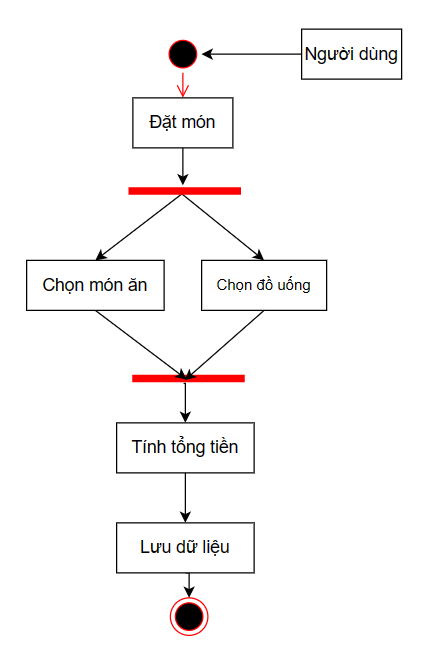 Người dùng
Đặt món
Chọn món ăn
Chọn đồ uống
Tính tổng tiền
Lưu dữ liệu